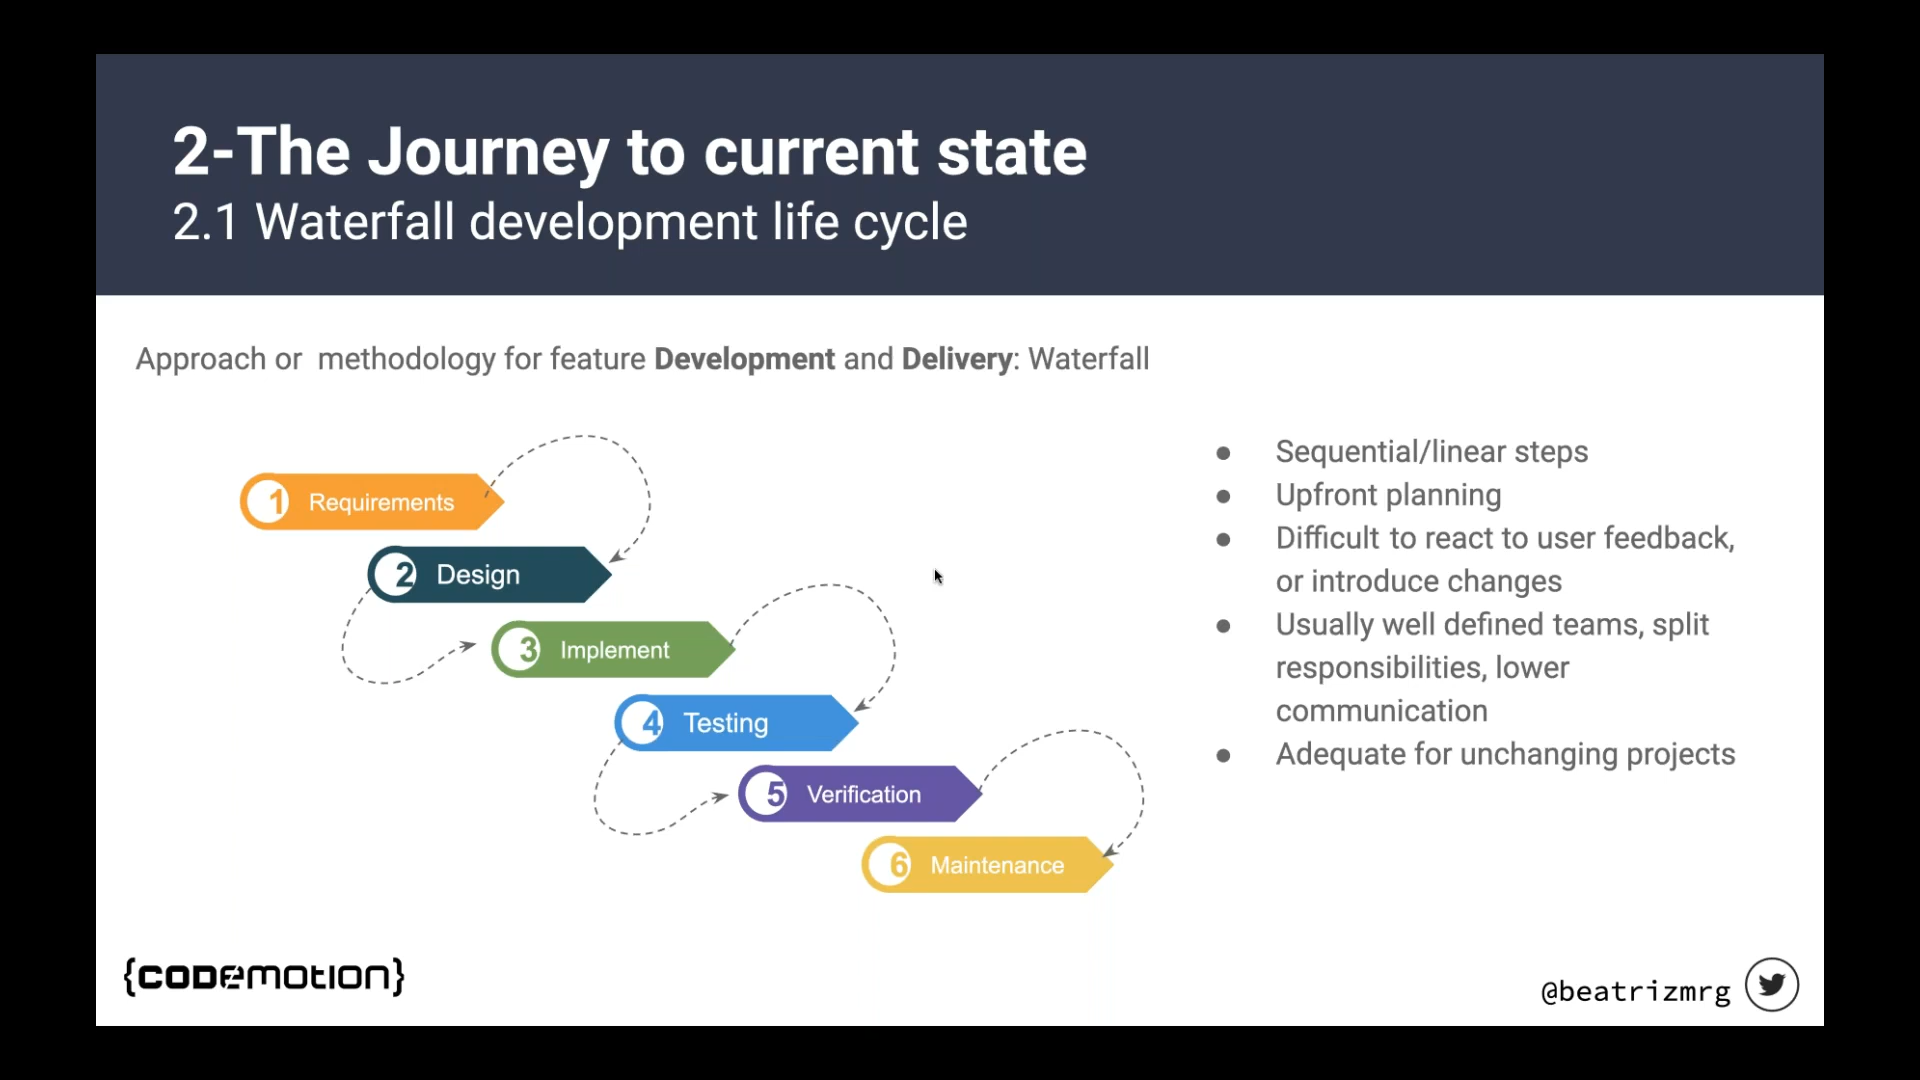 2-The Journey to current state
2.1 Waterfall development life cycle
Approach or methodology for feature Development and Delivery: Waterfall
1 Requirements
2 Design
3 Implement
4 Testing
5 Verification
6 Maintenance
● Sequential/linear steps
● Upfront planning
● Difficult to react to user feedback,
or introduce changes
● Usually well defined teams, split
responsibilities, lower
communication
● Adequate for unchanging projects
{CODEMOTION}
@beatrizmrg